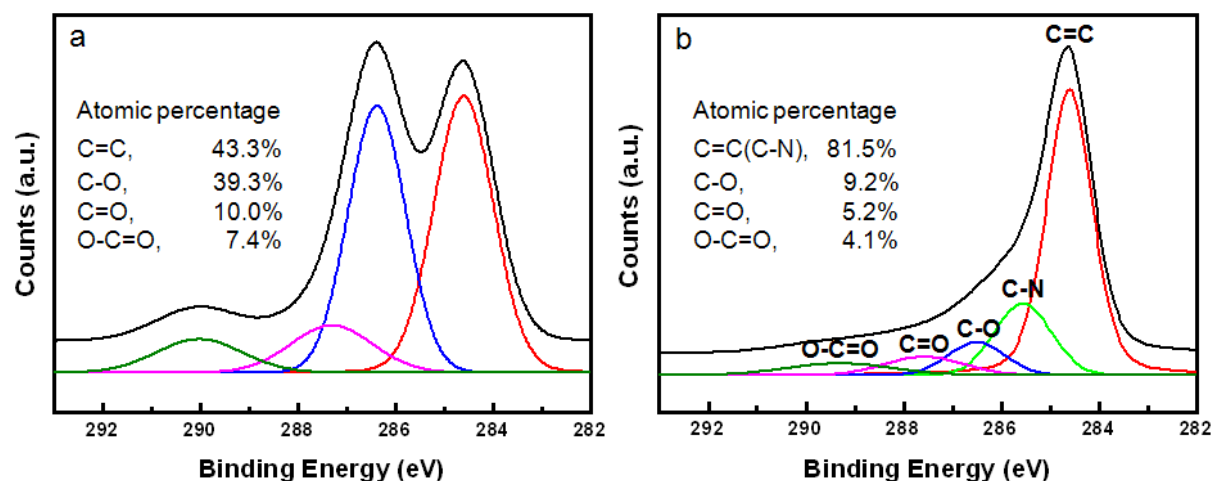 a
Atomic percentage
C=C, 43.3%
C-O, 39.3%
C=O, 10.0%
O-C=O, 7.4%
Counts (a.u.)
292 290 288 286 284 282
Binding Energy (eV)
b
C=C
Atomic percentage
C=C(C-N), 81.5%
C-O, 9.2%
C=O, 5.2%
O-C=O, 4.1%
C-N
C-O
C=O
O-C=O
Counts (a.u.)
292 290 288 286 284 282
Binding Energy (eV)